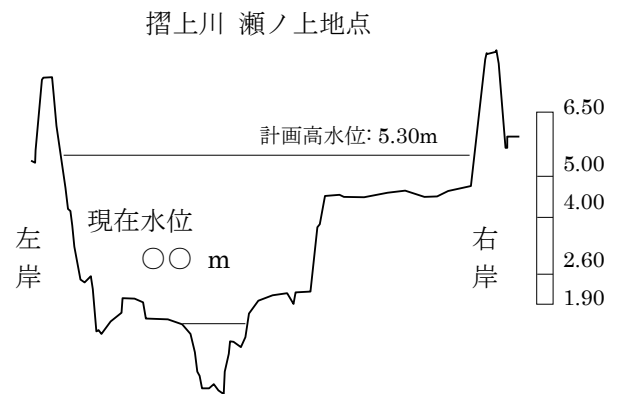 摺上川 瀬ノ上地点
計画高水位: 5.30m
現在水位
○○ m
左岸
右岸
6.50
5.00
4.00
2.60
1.90